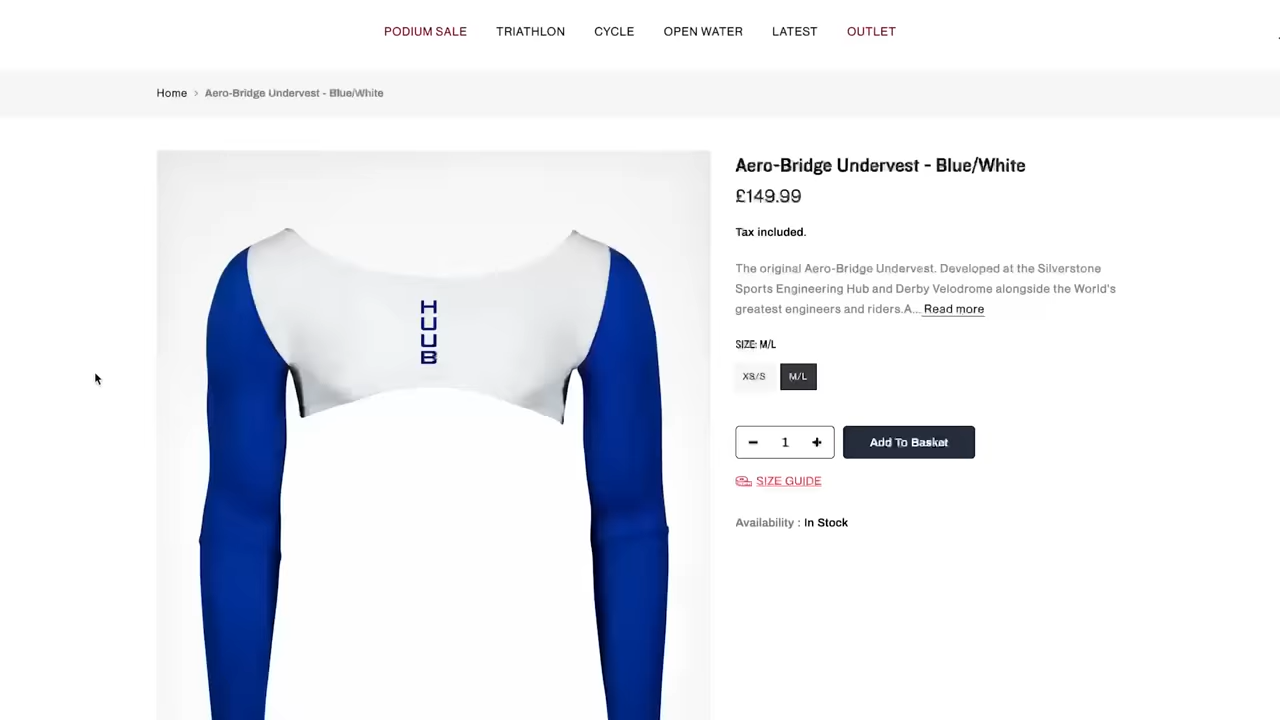 PODIUM SALE TRIATHLON CYCLE OPEN WATER LATEST OUTLET
Home > Aero-Bridge Undervest - Blue/White
HUUB
Aero-Bridge Undervest - Blue/White
£149.99
Tax included.
The original Aero-Bridge Undervest. Developed at the Silverstone
Sports Engineering Hub and Derby Velodrome alongside the World's
greatest engineers and riders.A... Read more
SIZE: M/L
XS/S M/L
− 1 + Add To Basket
SIZE GUIDE
Availability : In Stock